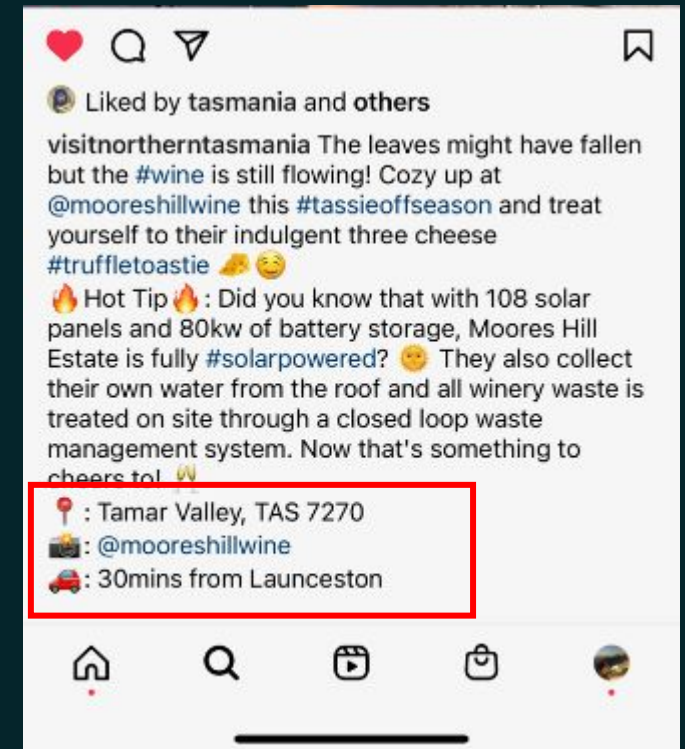 Liked by tasmania and others
visitnortherntasmania The leaves might have fallen
but the #wine is still flowing! Cozy up at
@mooreshillwine this #tassieoffseason and treat
yourself to their indulgent three cheese
#truffletoastie 🧀😊
🔥Hot Tip🔥: Did you know that with 108 solar
panels and 80kw of battery storage, Moores Hill
Estate is fully #solarpowered? 🌞 They also collect
their own water from the roof and all winery waste is
treated on site through a closed loop waste
management system. Now that's something to
cheers to! 🥂
📍: Tamar Valley, TAS 7270
📸: @mooreshillwine
🚗: 30mins from Launceston